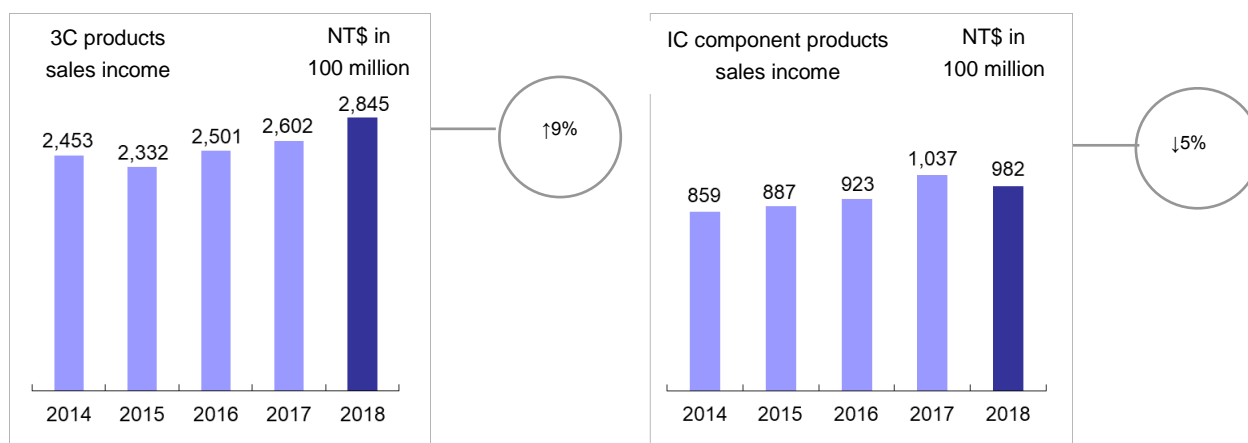 3C products
sales income
NT$ in
100 million
2,453
2,332
2,501
2,602
2,845
2014
2015
2016
2017
2018
↑9%
IC component products
sales income
NT$ in
100 million
859
887
923
1,037
982
2014
2015
2016
2017
2018
↓5%